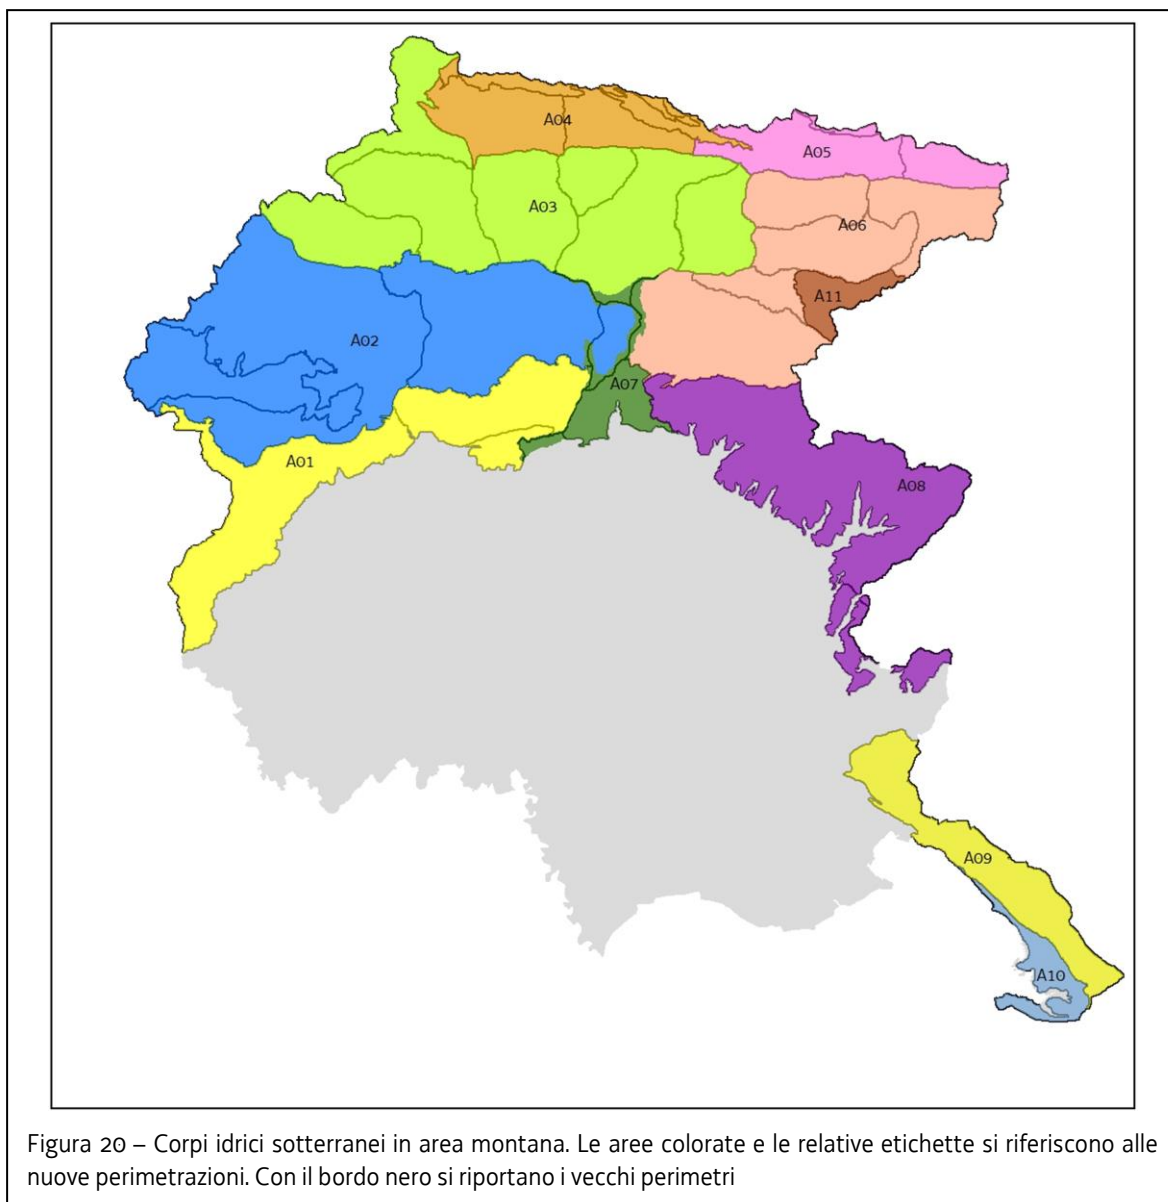 A04
A05
A03
A06
A11
A02
A07
A01
A08
A09
A10
Figura 20 – Corpi idrici sotterranei in area montana. Le aree colorate e le relative etichette si riferiscono alle
nuove perimetrazioni. Con il bordo nero si riportano i vecchi perimetri